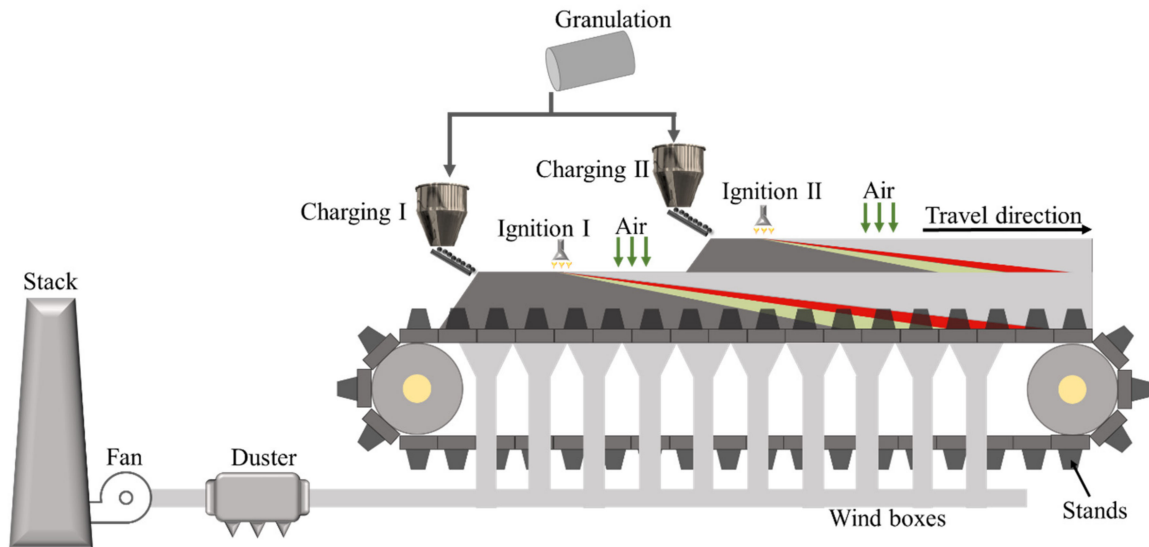 Granulation
Charging II
Ignition II
Air
Travel direction
Charging I
Ignition I
Air
Stack
Fan
Duster
Wind boxes
Stands